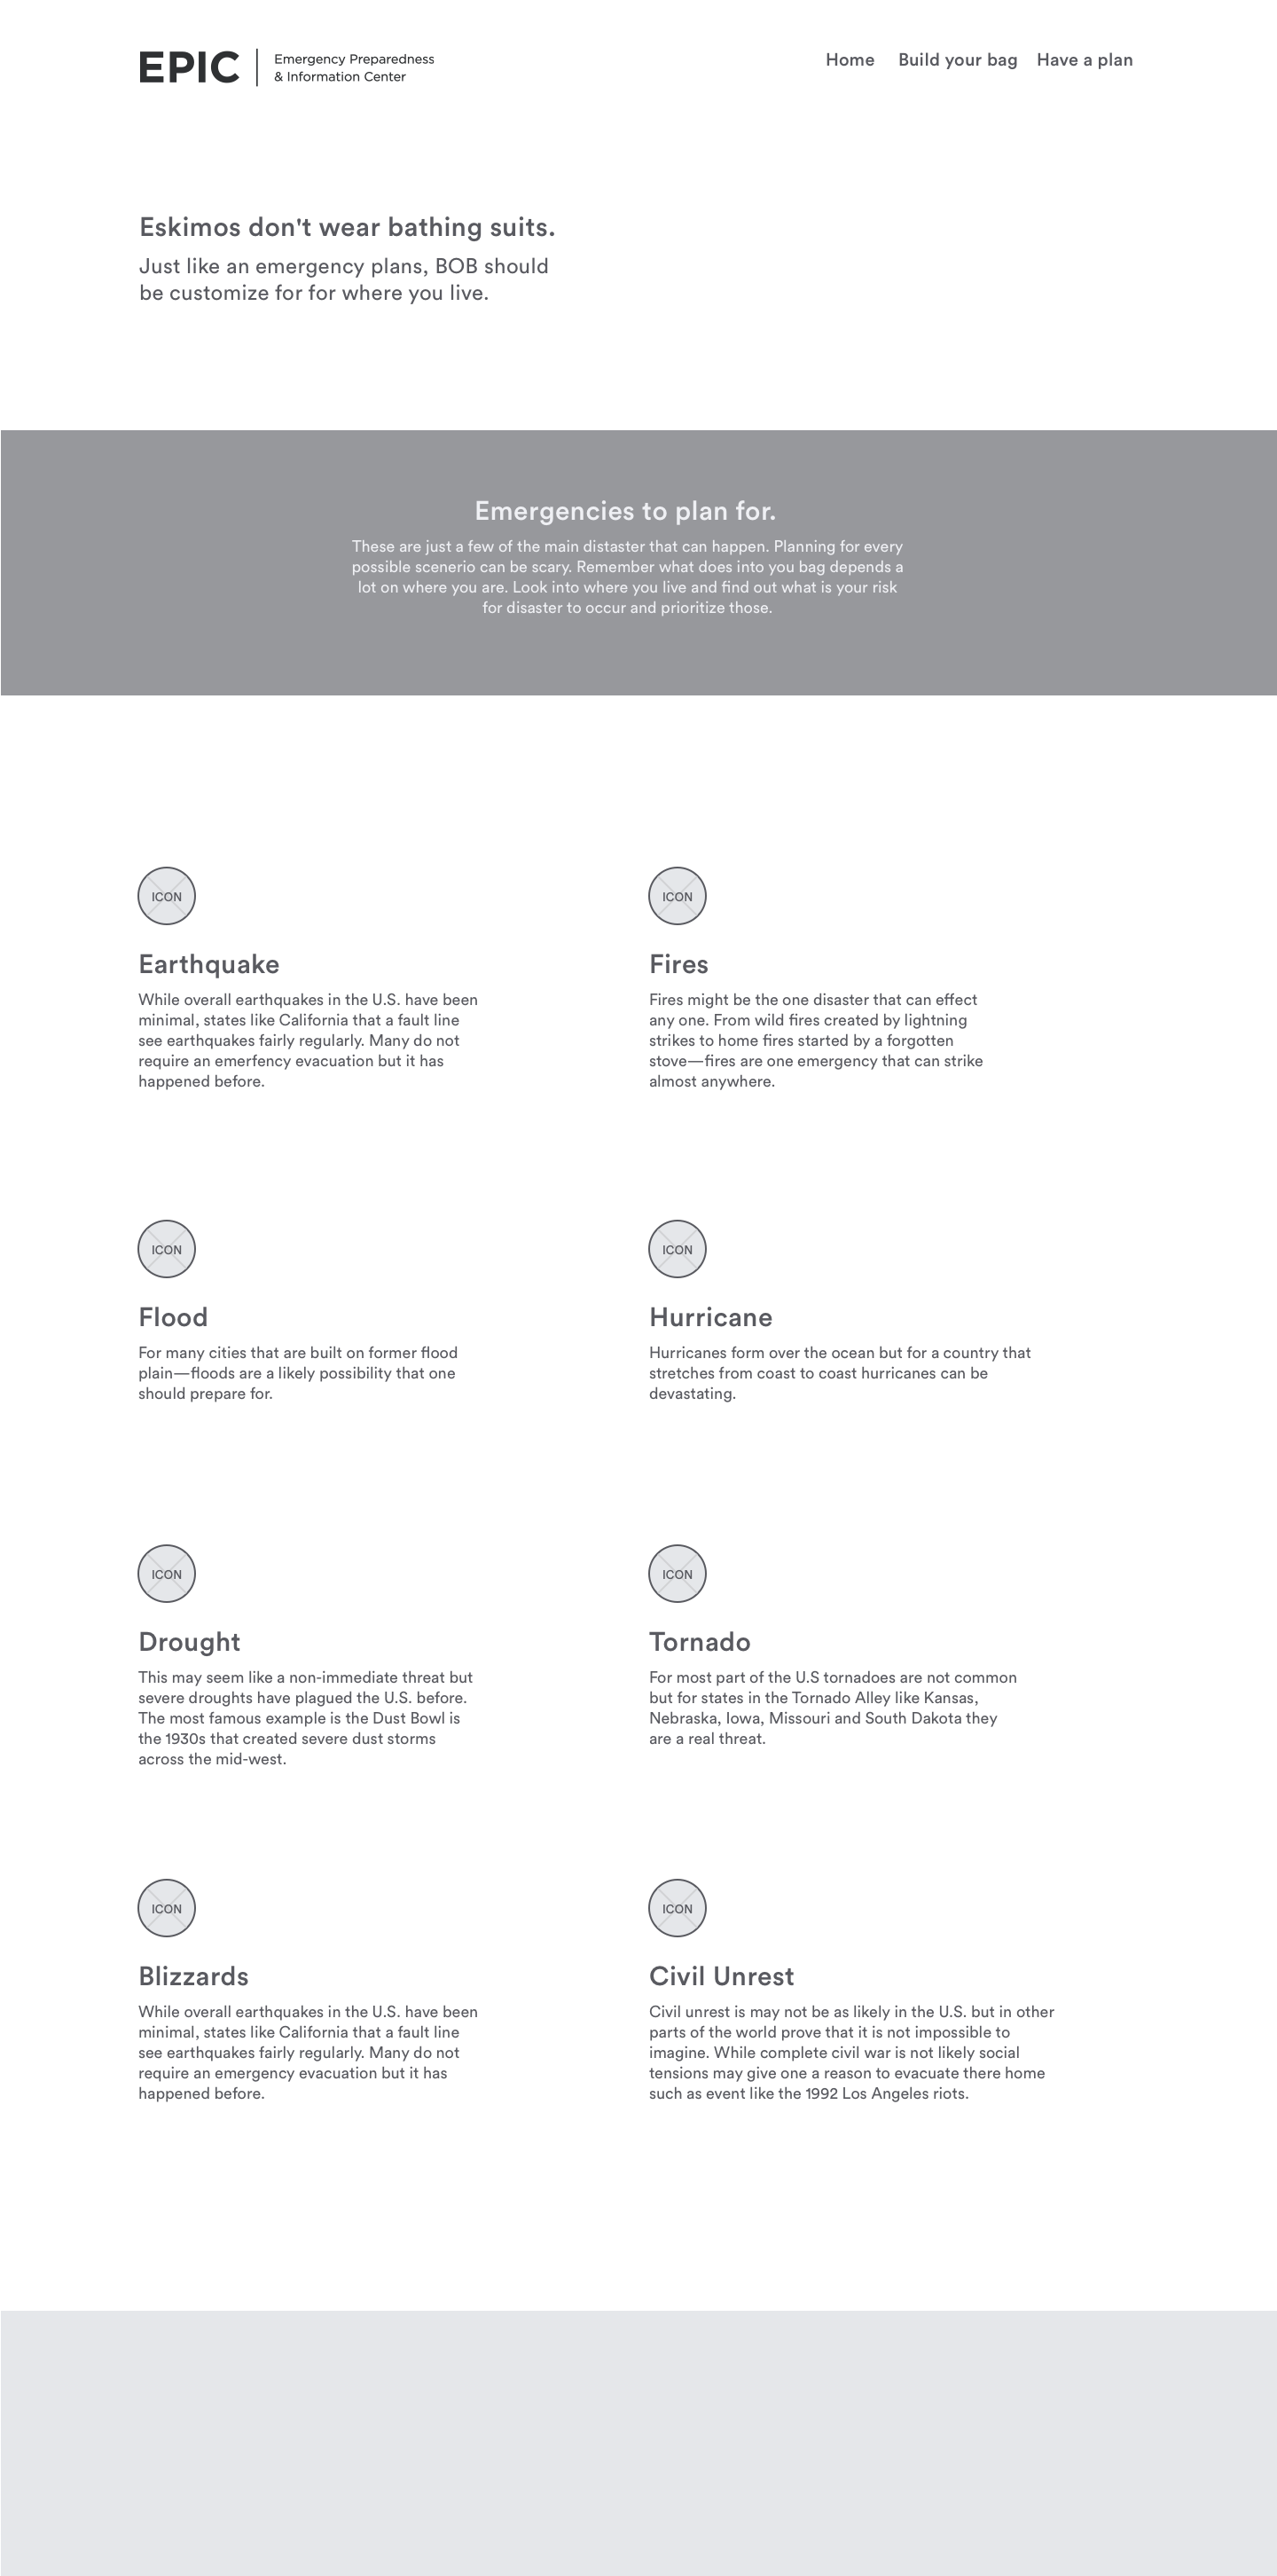 EPIC
Emergency Preparedness
& Information Center
Home Build your bag Have a plan
Eskimos don't wear bathing suits.
Just like an emergency plans, BOB should
be customize for for where you live.
Emergencies to plan for.
These are just a few of the main distaster that can happen. Planning for every
possible scenerio can be scary. Remember what does into you bag depends a
lot on where you are. Look into where you live and find out what is your risk
for disaster to occur and prioritize those.
ICON
Earthquake
While overall earthquakes in the U.S. have been
minimal, states like California that a fault line
see earthquakes fairly regularly. Many do not
require an emerfency evacuation but it has
happened before.
ICON
Fires
Fires might be the one disaster that can effect
any one. From wild fires created by lightning
strikes to home fires started by a forgotten
stove—fires are one emergency that can strike
almost anywhere.
ICON
Flood
For many cities that are built on former flood
plain—floods are a likely possibility that one
should prepare for.
ICON
Hurricane
Hurricanes form over the ocean but for a country that
stretches from coast to coast hurricanes can be
devastating.
ICON
Drought
This may seem like a non-immediate threat but
severe droughts have plagued the U.S. before.
The most famous example is the Dust Bowl is
the 1930s that created severe dust storms
across the mid-west.
ICON
Tornado
For most part of the U.S tornadoes are not common
but for states in the Tornado Alley like Kansas,
Nebraska, Iowa, Missouri and South Dakota they
are a real threat.
ICON
Blizzards
While overall earthquakes in the U.S. have been
minimal, states like California that a fault line
see earthquakes fairly regularly. Many do not
require an emergency evacuation but it has
happened before.
ICON
Civil Unrest
Civil unrest is may not be as likely in the U.S. but in other
parts of the world prove that it is not impossible to
imagine. While complete civil war is not likely social
tensions may give one a reason to evacuate there home
such as event like the 1992 Los Angeles riots.